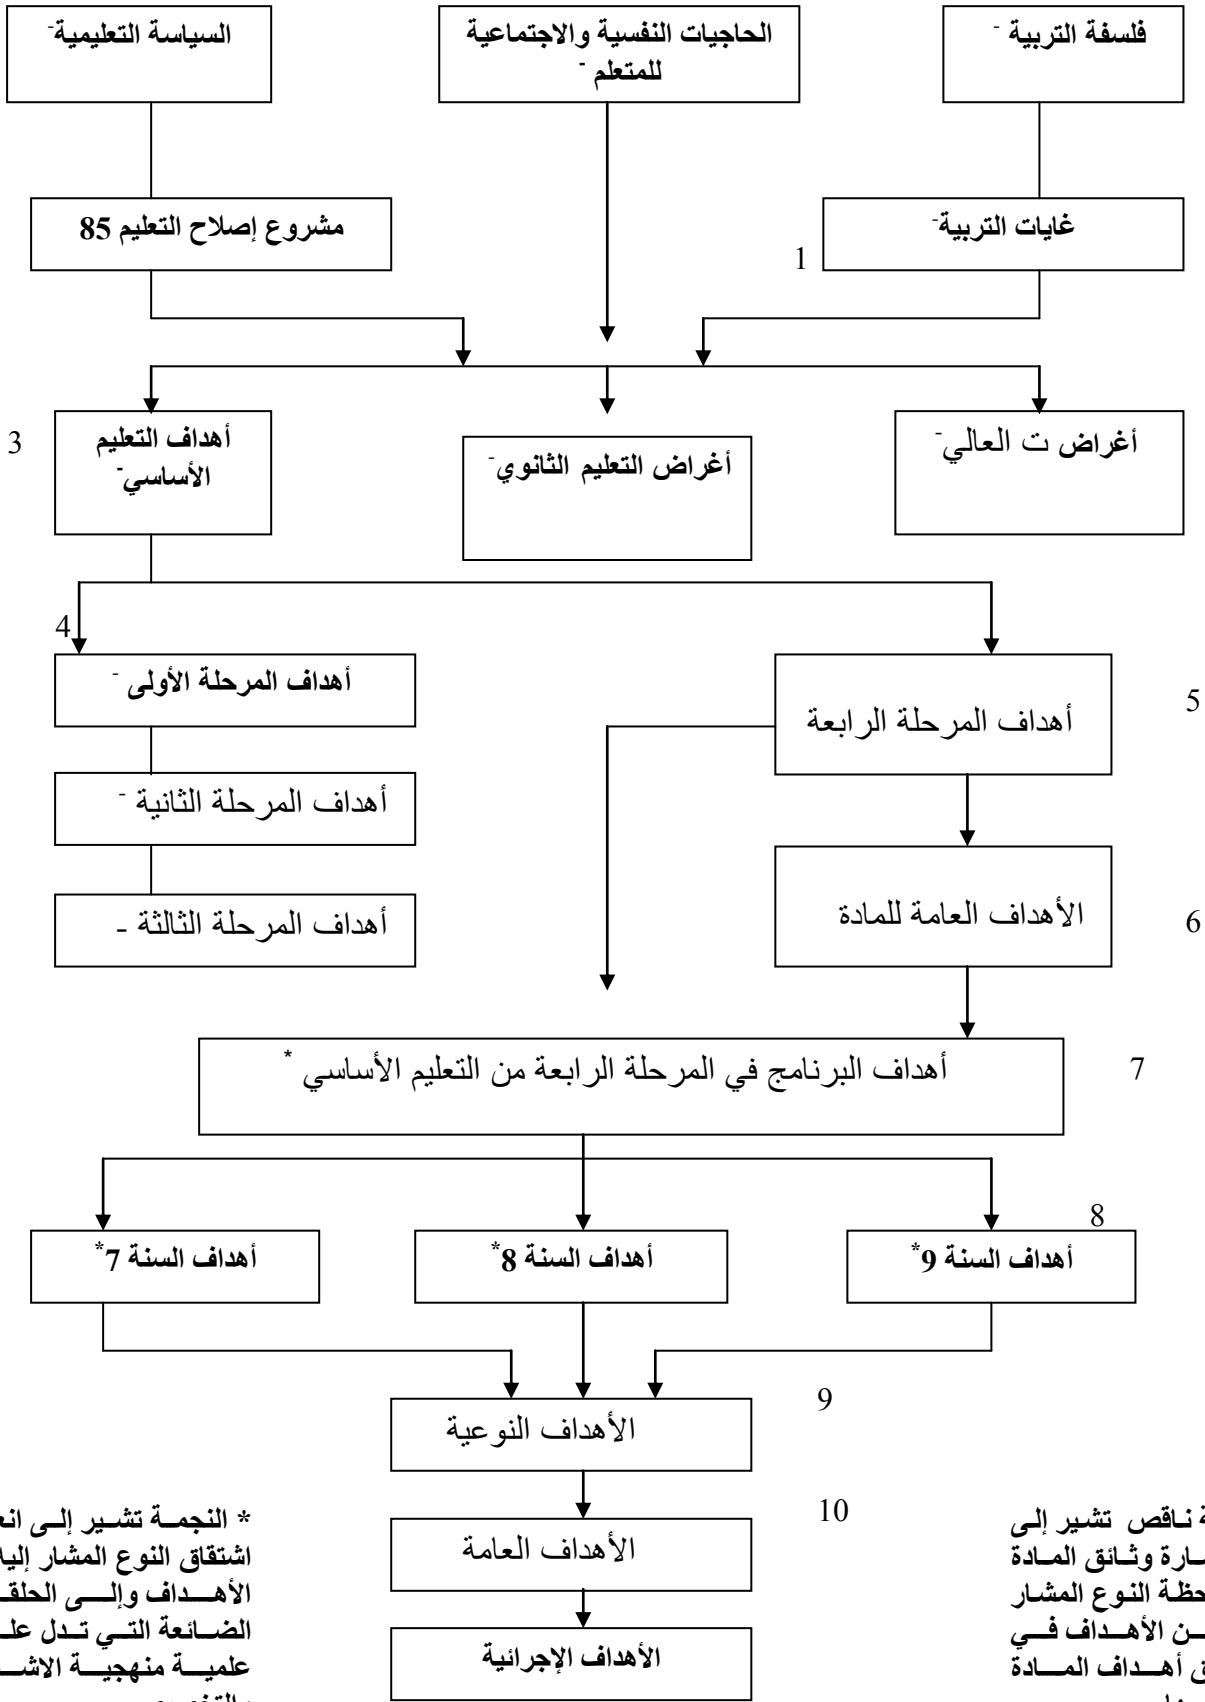 فلسفة التربية -
الحاجيات النفسية والاجتماعية
للمتعلم -
السياسة التعليمية-
غايات التربية-
1
مشروع إصلاح التعليم 85
أغراض ت العالي-
أغراض التعليم الثانوي-
أهداف التعليم
الأساسي-
3
4
أهداف المرحلة الأولى -
أهداف المرحلة الثانية -
أهداف المرحلة الثالثة -
5
أهداف المرحلة الرابعة
6
الأهداف العامة للمادة
7
أهداف البرنامج في المرحلة الرابعة من التعليم الأساسي *
8
أهداف السنة 9*
أهداف السنة 8*
أهداف السنة 7*
9
الأهداف النوعية
10
الأهداف العامة
الأهداف الإجرائية
ناقص تشير إلى
وثائق المادة
النوع المشار
الأهداف في
أهداف المادة
* النجمة تشير إلى
اشتقاق النوع المشار
الأهداف وإلى
الضائعة التي تدل
علمية منهجية